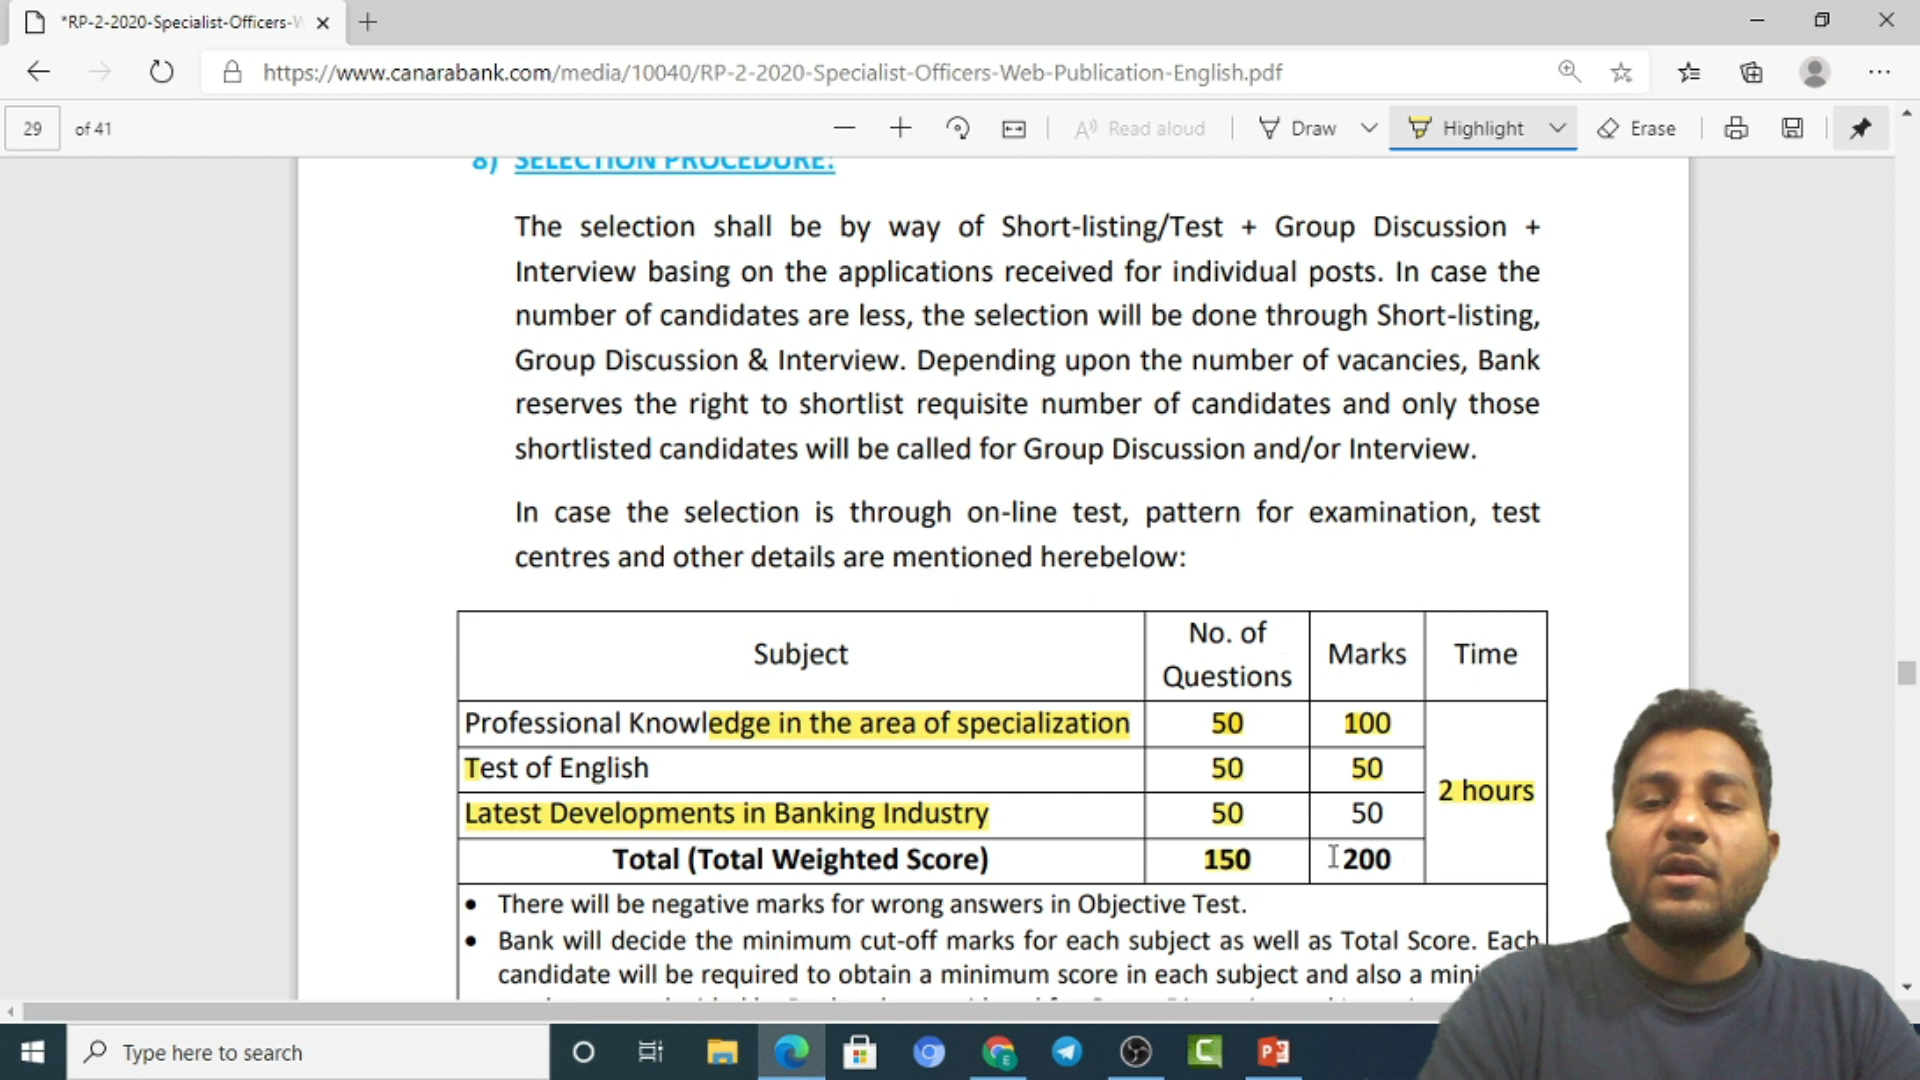 *RP-2-2020-Specialist-Officers-W
https://www.canarabank.com/media/10040/RP-2-2020-Specialist-Officers-Web-Publication-English.pdf
29 of 41
Read aloud
Draw
Highlight
Erase
8) SELECTION PROCEDURE:
The selection shall be by way of Short-listing/Test + Group Discussion +
Interview basing on the applications received for individual posts. In case the
number of candidates are less, the selection will be done through Short-listing,
Group Discussion & Interview. Depending upon the number of vacancies, Bank
reserves the right to shortlist requisite number of candidates and only those
shortlisted candidates will be called for Group Discussion and/or Interview.
In case the selection is through on-line test, pattern for examination, test
centres and other details are mentioned herebelow:
Subject No. of Questions Marks Time
Professional Knowledge in the area of specialization 50 100
Test of English 50 50
2 hours
Latest Developments in Banking Industry 50 50
Total (Total Weighted Score) 150 200
• There will be negative marks for wrong answers in Objective Test.
• Bank will decide the minimum cut-off marks for each subject as well as Total Score. Each
candidate will be required to obtain a minimum score in each subject and also a mini
Type here to search